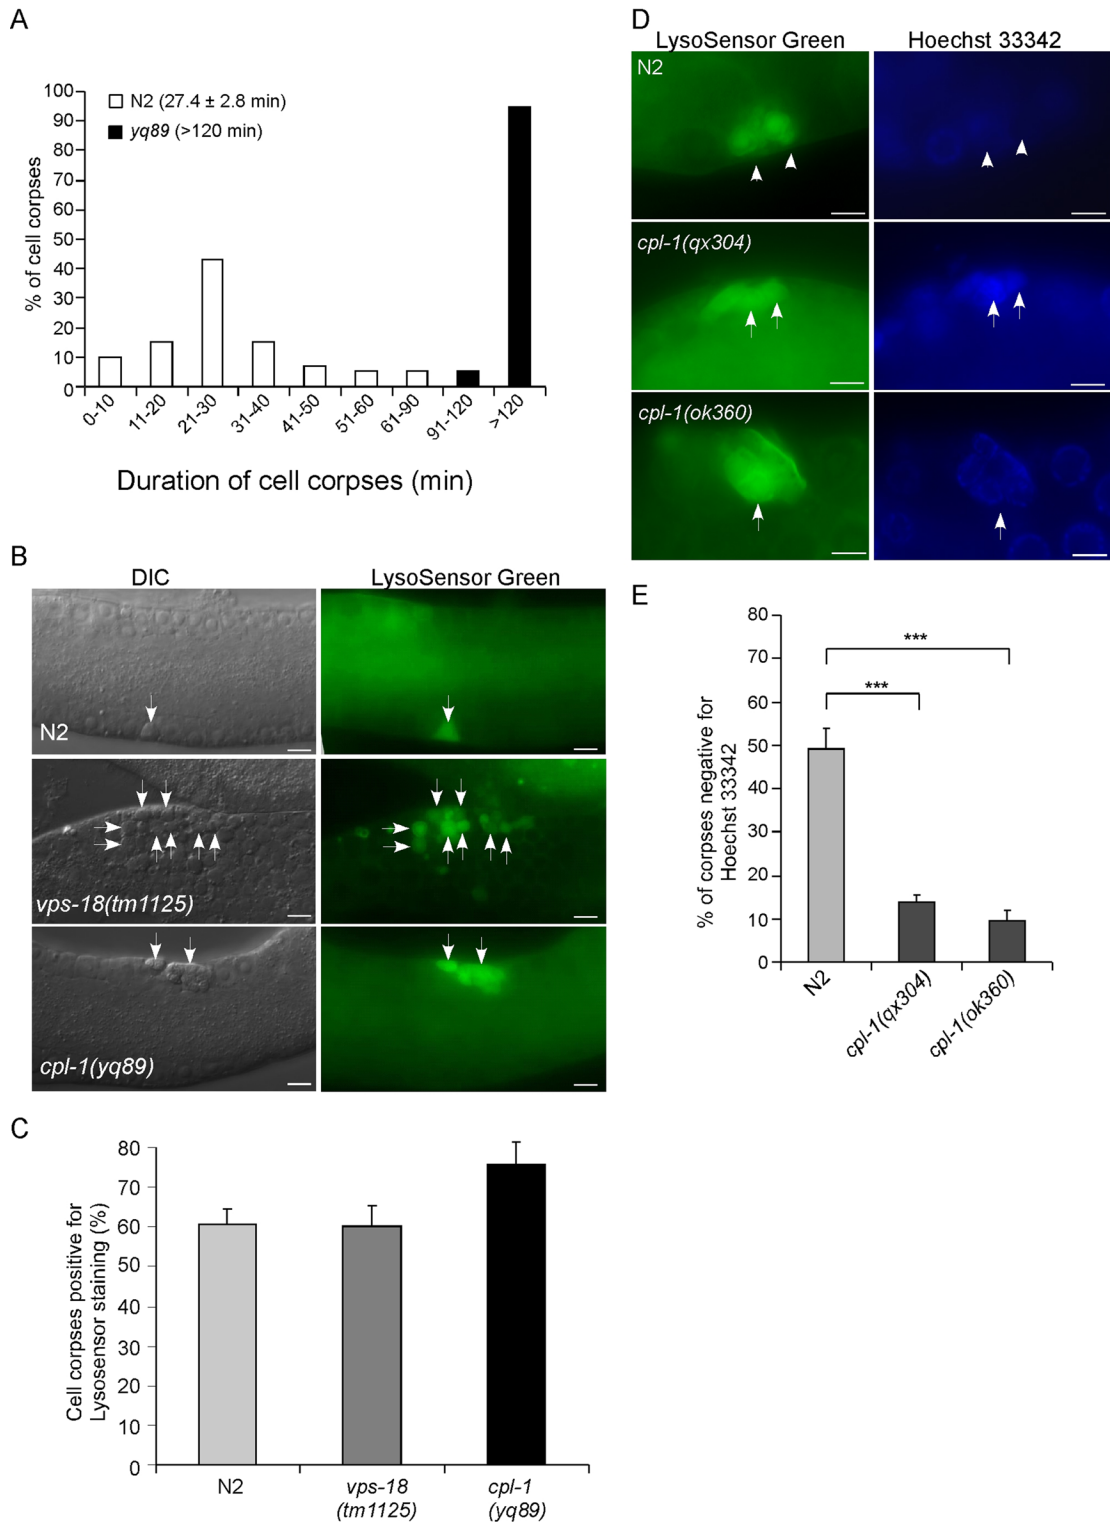 A
N2 (27.4 ± 2.8 min)
yq89 (>120 min)
% of cell corpses
100
90
80
70
60
50
40
30
20
10
0
0-10
11-20
21-30
31-40
41-50
51-60
61-90
91-120
>120
Duration of cell corpses (min)
B
DIC
LysoSensor Green
N2
vps-18(tm1125)
cpl-1(yq89)
C
Cell corpses positive for
Lysosensor staining (%)
80
70
60
50
40
30
20
10
0
N2
vps-18
(tm1125)
cpl-1
(yq89)
D
LysoSensor Green
Hoechst 33342
N2
cpl-1(qx304)
cpl-1(ok360)
E
% of corpses negative for
Hoechst 33342
80
70
60
50
40
30
20
10
0
***
***
N2
cpl-1(qx304)
cpl-1(ok360)